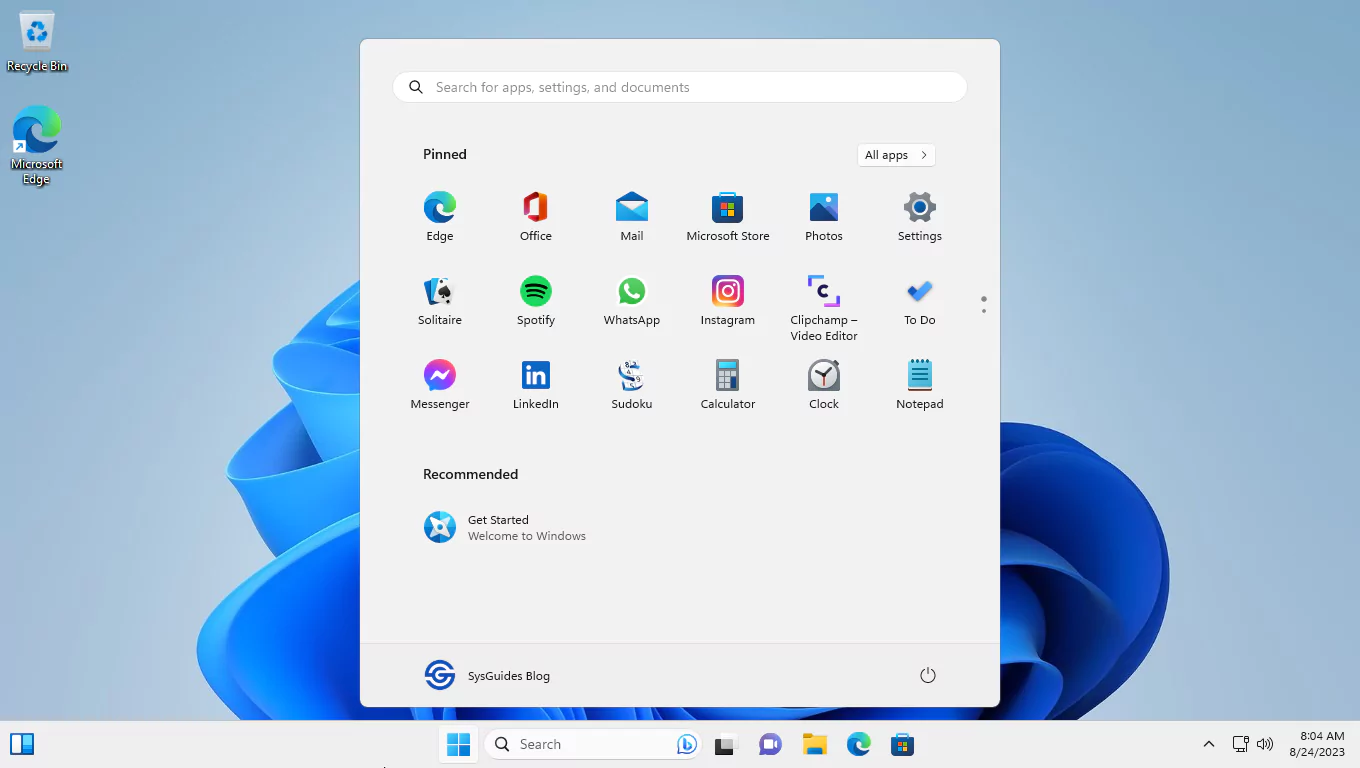 Recycle Bin
Microsoft
Edge
Search for apps, settings, and documents
Pinned
All apps
Edge
Office
Mail
Microsoft Store
Photos
Settings
Solitaire
Spotify
WhatsApp
Instagram
Clipchamp –
Video Editor
To Do
Messenger
LinkedIn
Sudoku
Calculator
Clock
Notepad
Recommended
Get Started
Welcome to Windows
SysGuides Blog
Search
8:04 AM
8/24/2023